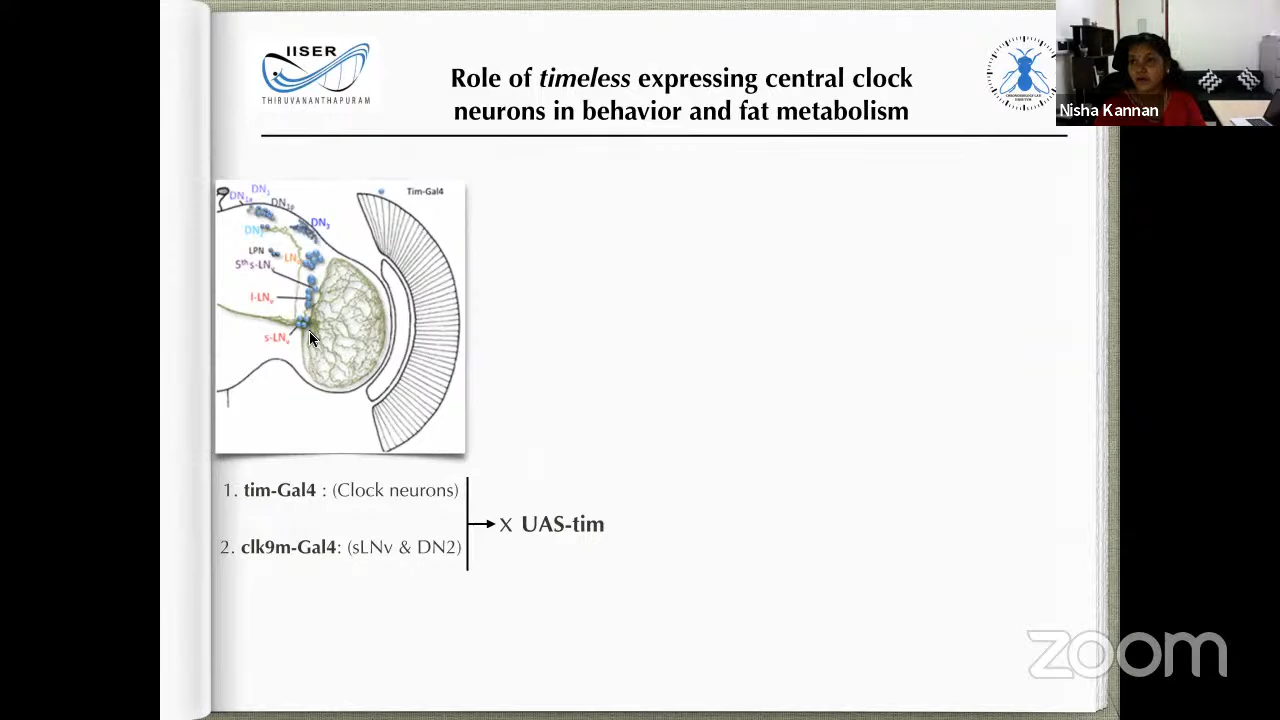 IISER
THIRUVANANTHAPURAM
Role of timeless expressing central clock
neurons in behavior and fat metabolism
Nisha Kannan
Tim-Gal4
DN1
DN1a
DN1p
DN3
LPN
5th s-LNv
l-LNv
s-LNv
1. tim-Gal4 : (Clock neurons)
2. clk9m-Gal4: (sLNv & DN2)
X UAS-tim
zoom